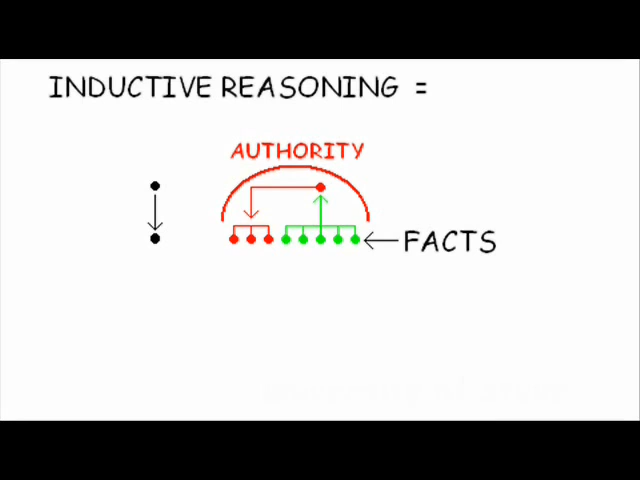 INDUCTIVE REASONING =
AUTHORITY
FACTS